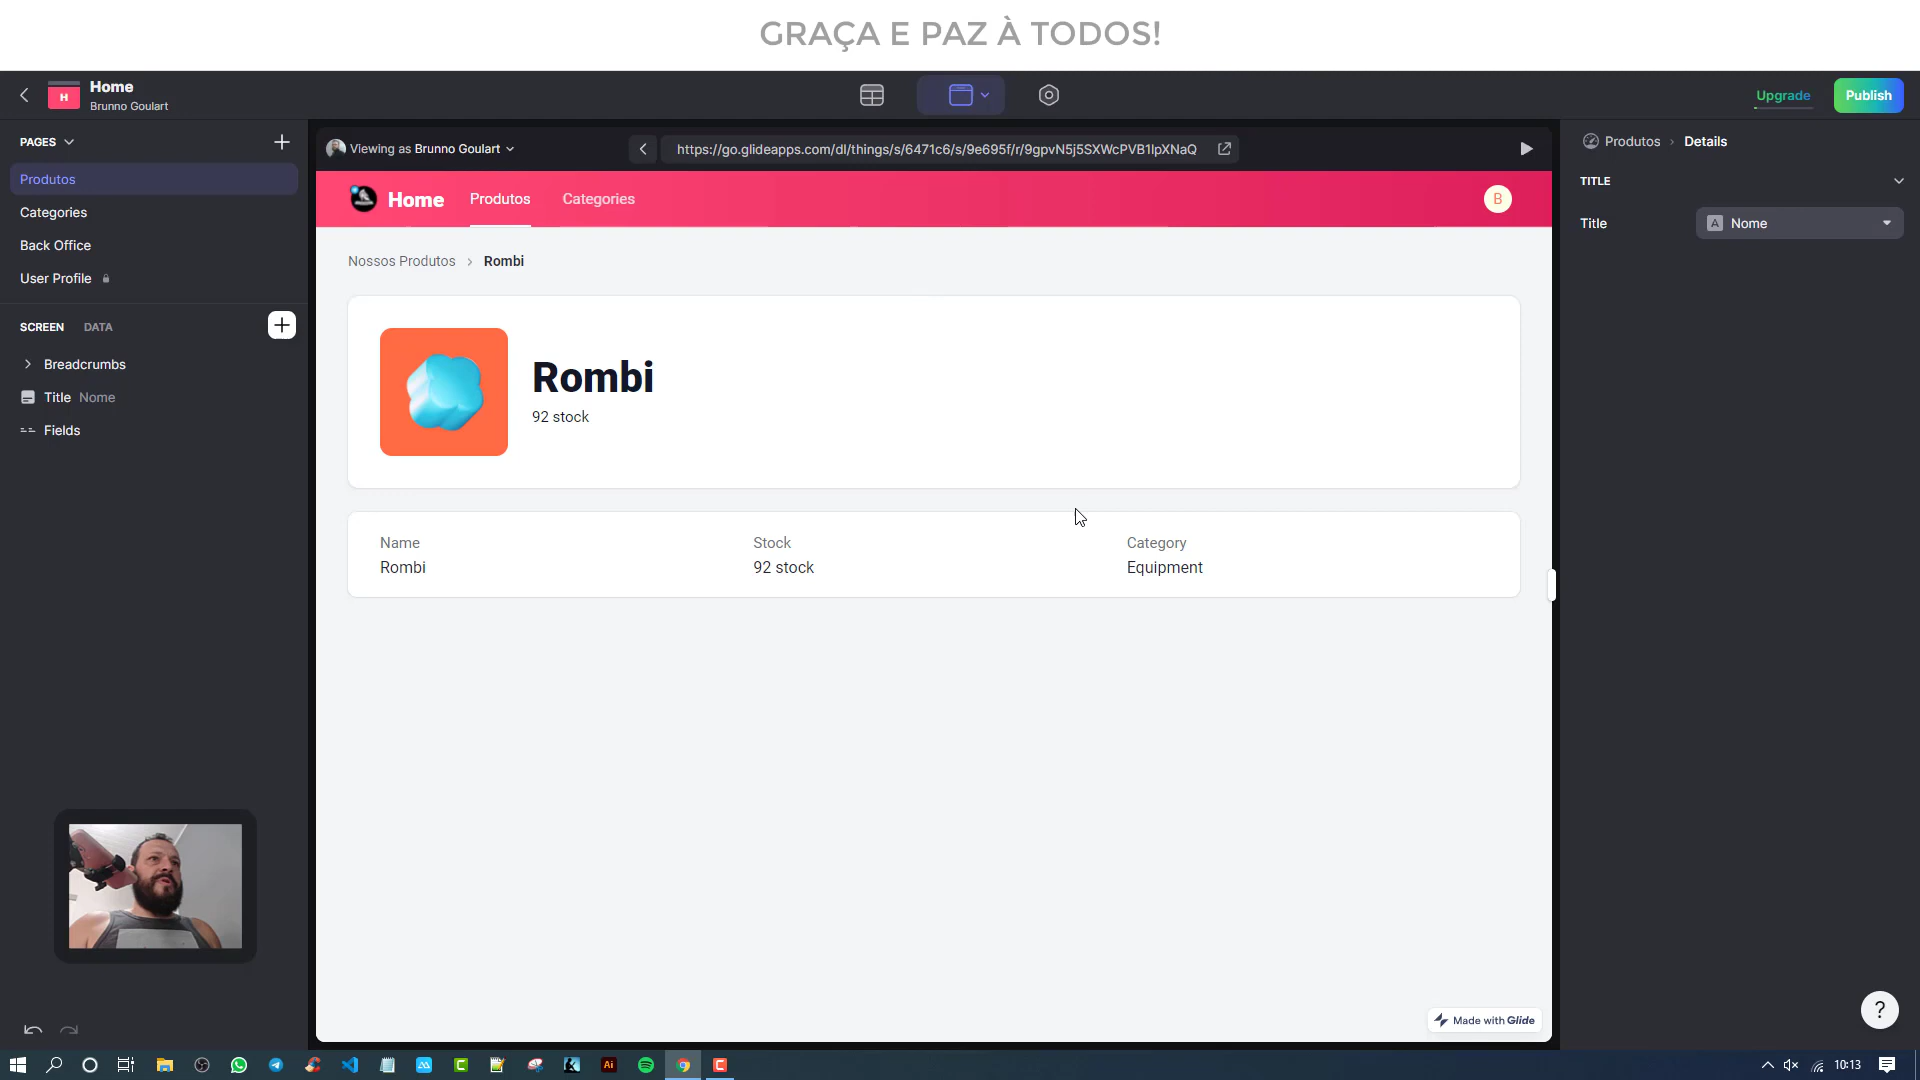 GRAÇA E PAZ À TODOS!
H
Home
Brunno Goulart
Upgrade
Publish
PAGES
Produtos
Categories
Back Office
User Profile
SCREEN
DATA
Breadcrumbs
Title Nome
Fields
Viewing as Brunno Goulart
https://go.glideapps.com/dl/things/s/6471c6/s/9e695f/r/9gpvN5j5SXWcPVB1lpXNaQ
Home
Produtos
Categories
B
Nossos Produtos › Rombi
Rombi
92 stock
Name
Rombi
Stock
92 stock
Category
Equipment
Made with Glide
Produtos › Details
TITLE
Title
A Nome
?
Ai
10:13